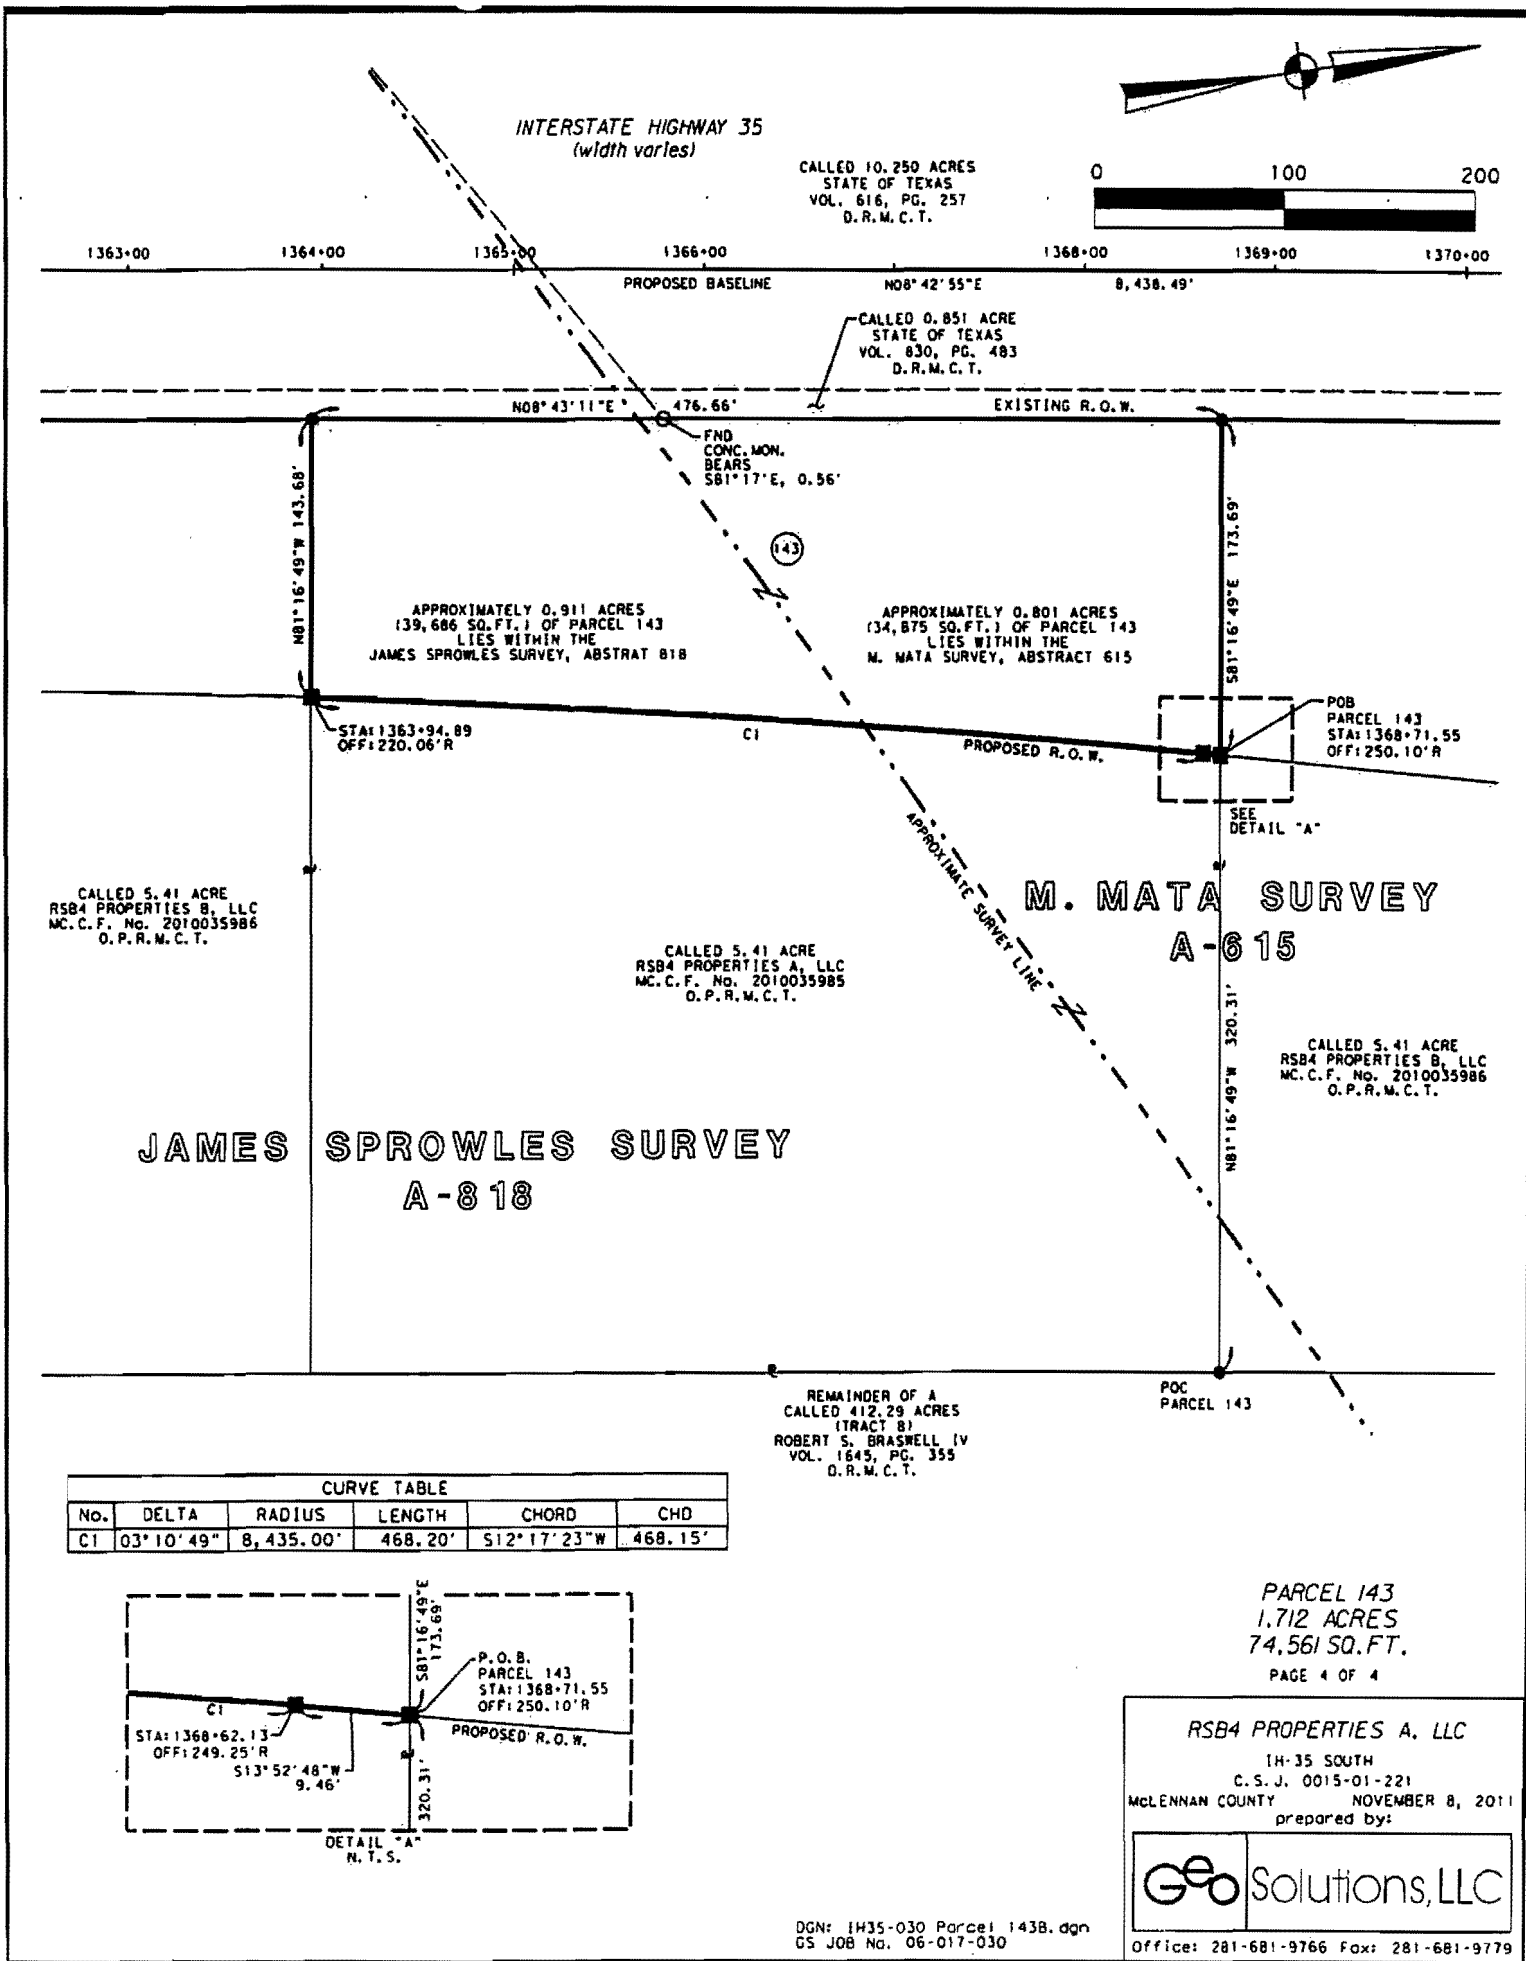 INTERSTATE HIGHWAY 35
(width varies)
CALLED 10.250 ACRES
STATE OF TEXAS
VOL. 616, PG. 257
D.R.M.C.T.
0 100 200
1363+00 1364+00 1365+00 1366+00 1368+00 1369+00 1370+00
PROPOSED BASELINE N08°42'55"E 8,438.49'
CALLED 0.851 ACRE
STATE OF TEXAS
VOL. 830, PG. 483
D.R.M.C.T.
N08°43'11"E 476.66' EXISTING R.O.W.
FND
CONC.MON.
BEARS
S81°17'E, 0.56'
N81°16'49"W 143.68'
S81°16'49"E 173.69'
143
APPROXIMATELY 0.911 ACRES
(39,686 SQ.FT.) OF PARCEL 143
LIES WITHIN THE
JAMES SPROWLES SURVEY, ABSTRAT 818
APPROXIMATELY 0.801 ACRES
(34,875 SQ.FT.) OF PARCEL 143
LIES WITHIN THE
M. MATA SURVEY, ABSTRACT 615
STA:1363+94.89
OFF:220.06'R
C1
PROPOSED R.O.W.
POB
PARCEL 143
STA:1368+71.55
OFF:250.10'R
SEE
DETAIL "A"
APPROXIMATE SURVEY LINE
CALLED 5.41 ACRE
RSB4 PROPERTIES B, LLC
MC.C.F. No. 2010035986
O.P.R.M.C.T.
CALLED 5.41 ACRE
RSB4 PROPERTIES A, LLC
MC.C.F. No. 2010035985
O.P.R.M.C.T.
M. MATA SURVEY
A-615
N81°16'49"W 320.31'
CALLED 5.41 ACRE
RSB4 PROPERTIES B, LLC
MC.C.F. No. 2010035986
O.P.R.M.C.T.
JAMES SPROWLES SURVEY
A-818
REMAINDER OF A
CALLED 412.29 ACRES
(TRACT 8)
ROBERT S. BRASWELL IV
VOL. 1645, PG. 355
D.R.M.C.T.
POC
PARCEL 143
CURVE TABLE
No. DELTA RADIUS LENGTH CHORD CHD
C1 03°10'49" 8,435.00' 468.20' S12°17'23"W 468.15'
S81°16'49"E
173.69'
P.O.B.
PARCEL 143
STA:1368+71.55
OFF:250.10'R
C1
PROPOSED R.O.W.
STA:1368+62.13
OFF:249.25'R
S13°52'48"W
9.46'
320.31'
DETAIL "A"
N.T.S.
PARCEL 143
1.712 ACRES
74,561 SQ.FT.
PAGE 4 OF 4
RSB4 PROPERTIES A, LLC
IH-35 SOUTH
C.S.J. 0015-01-221
McLENNAN COUNTY NOVEMBER 8, 2011
prepared by:
Geo Solutions, LLC
Office: 281-681-9766 Fax: 281-681-9779
DGN: IH35-030 Parcel 143B.dgn
GS JOB No. 06-017-030